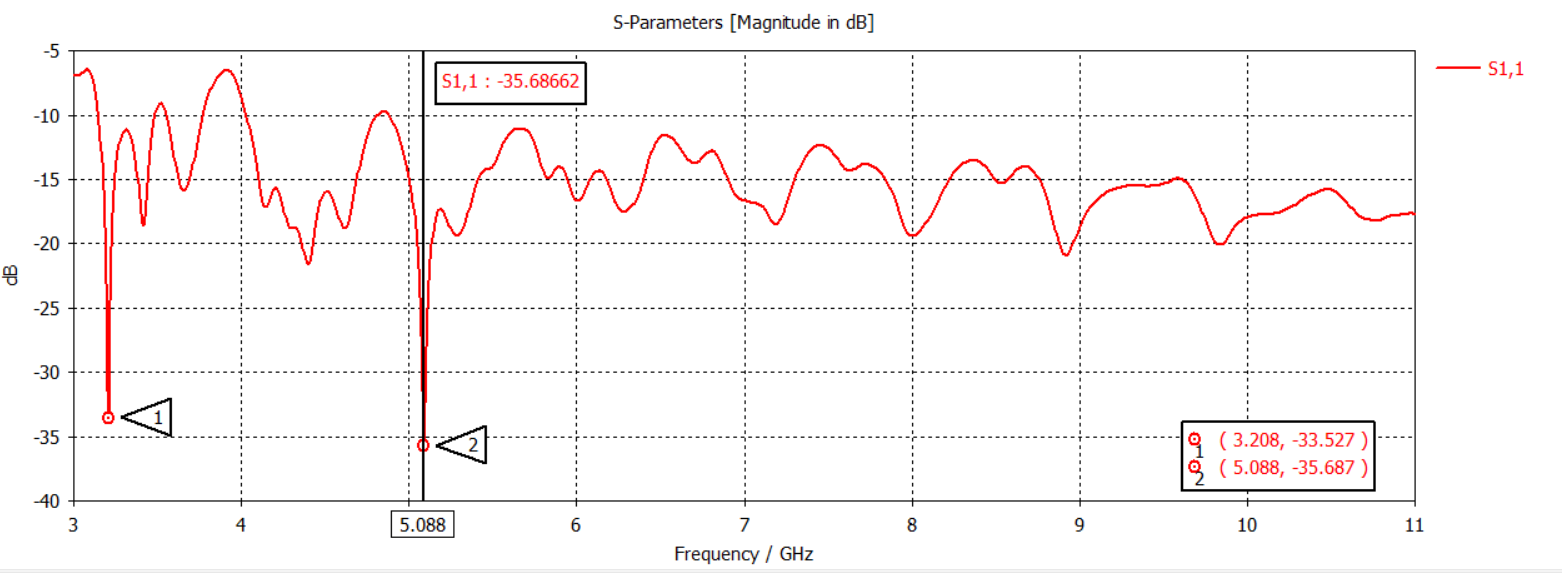 S-Parameters [Magnitude in dB]
S1,1
S1,1 : -35.68662
dB
-5
-10
-15
-20
-25
-30
-35
-40
1
2
1 ( 3.208, -33.527 )
2 ( 5.088, -35.687 )
3 4 5.088 6 7 8 9 10 11
Frequency / GHz